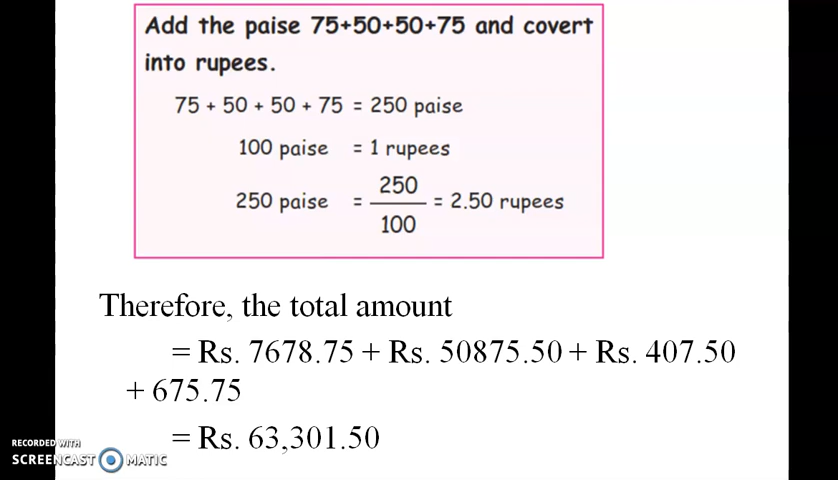 Add the paise 75+50+50+75 and covert
into rupees.
75 + 50 + 50 + 75 = 250 paise
100 paise = 1 rupees
250 paise = 250/100 = 2.50 rupees
Therefore, the total amount
= Rs. 7678.75 + Rs. 50875.50 + Rs. 407.50
+ 675.75
= Rs. 63,301.50
RECORDED WITH
SCREENCAST MATIC